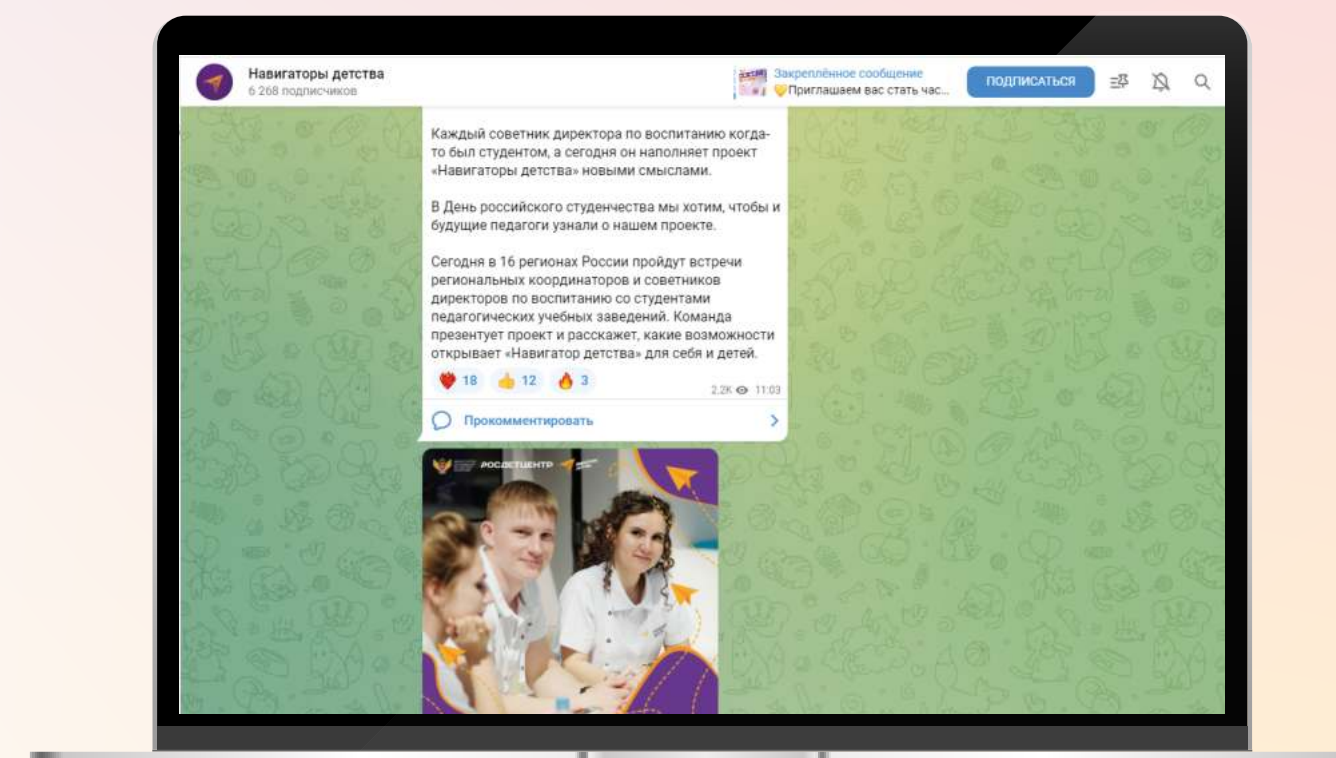 Навигаторы детства
6 268 подписчиков
Закреплённое сообщение
💛Приглашаем вас стать час...
ПОДПИСАТЬСЯ
Каждый советник директора по воспитанию когда-
то был студентом, а сегодня он наполняет проект
«Навигаторы детства» новыми смыслами.
В День российского студенчества мы хотим, чтобы и
будущие педагоги узнали о нашем проекте.
Сегодня в 16 регионах России пройдут встречи
региональных координаторов и советников
директоров по воспитанию со студентами
педагогических учебных заведений. Команда
презентует проект и расскажет, какие возможности
открывает «Навигатор детства» для себя и детей.
18 12 3
2.2K 11:03
Прокомментировать
РОСДЕТЦЕНТР